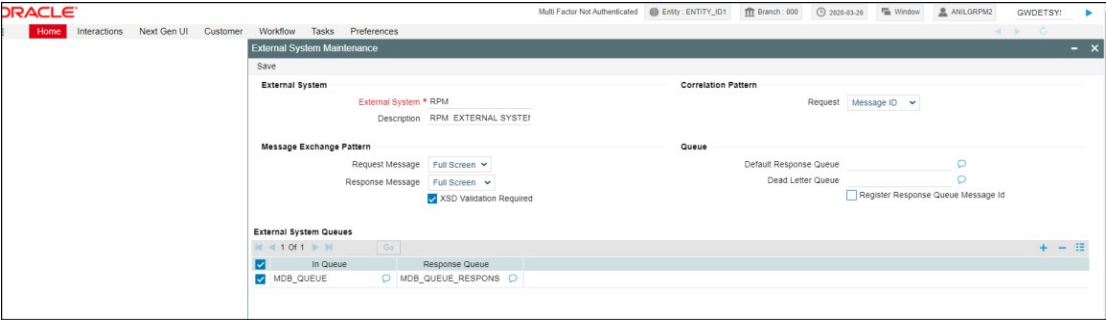 ORACLE
Multi Factor Not Authenticated Entity : ENTITY_ID1 Branch : 000 2020-03-26 Window ANILGRPM2 GWDETSYS
Home Interactions Next Gen UI Customer Workflow Tasks Preferences
External System Maintenance
Save
External System Correlation Pattern
External System * RPM Request Message ID
Description RPM EXTERNAL SYSTEM
Message Exchange Pattern Queue
Request Message Full Screen Default Response Queue
Response Message Full Screen Dead Letter Queue
XSD Validation Required Register Response Queue Message Id
External System Queues
1 Of 1 Go
In Queue Response Queue
MDB_QUEUE MDB_QUEUE_RESPONS